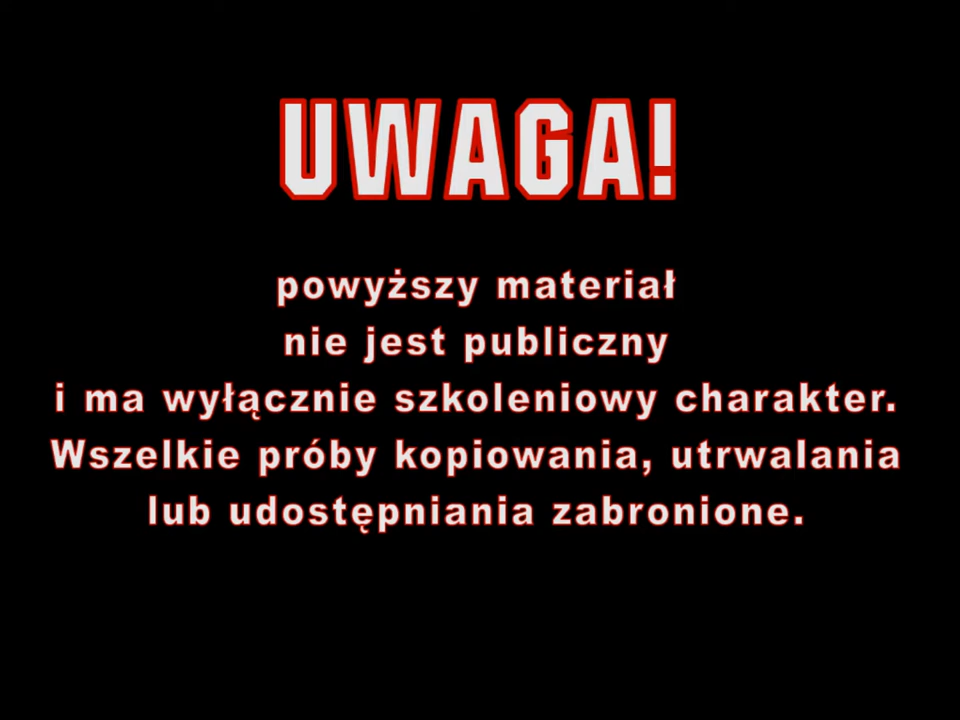 UWAGA!
powyższy materiał
nie jest publiczny
i ma wyłącznie szkoleniowy charakter.
Wszelkie próby kopiowania, utrwalania
lub udostępniania zabronione.